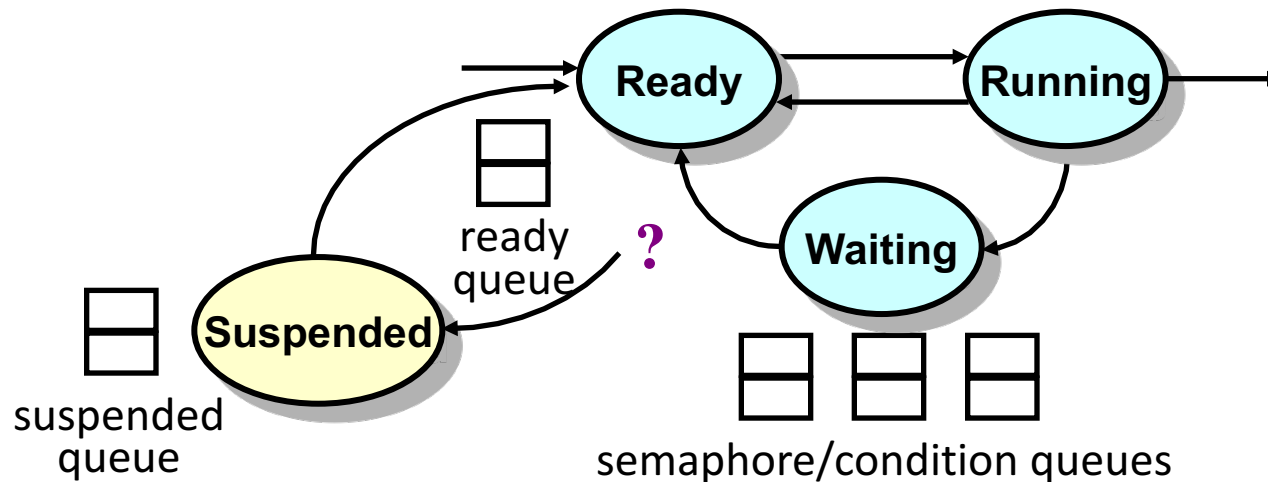 Ready
Running
ready
queue
?
Waiting
Suspended
suspended
queue
semaphore/condition queues